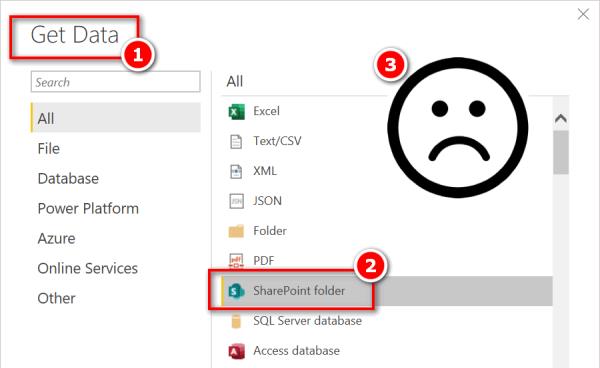 Get Data
1
Search
All
File
Database
Power Platform
Azure
Online Services
Other
All
3
Excel
Text/CSV
XML
JSON
Folder
PDF
2
SharePoint folder
SQL Server database
Access database